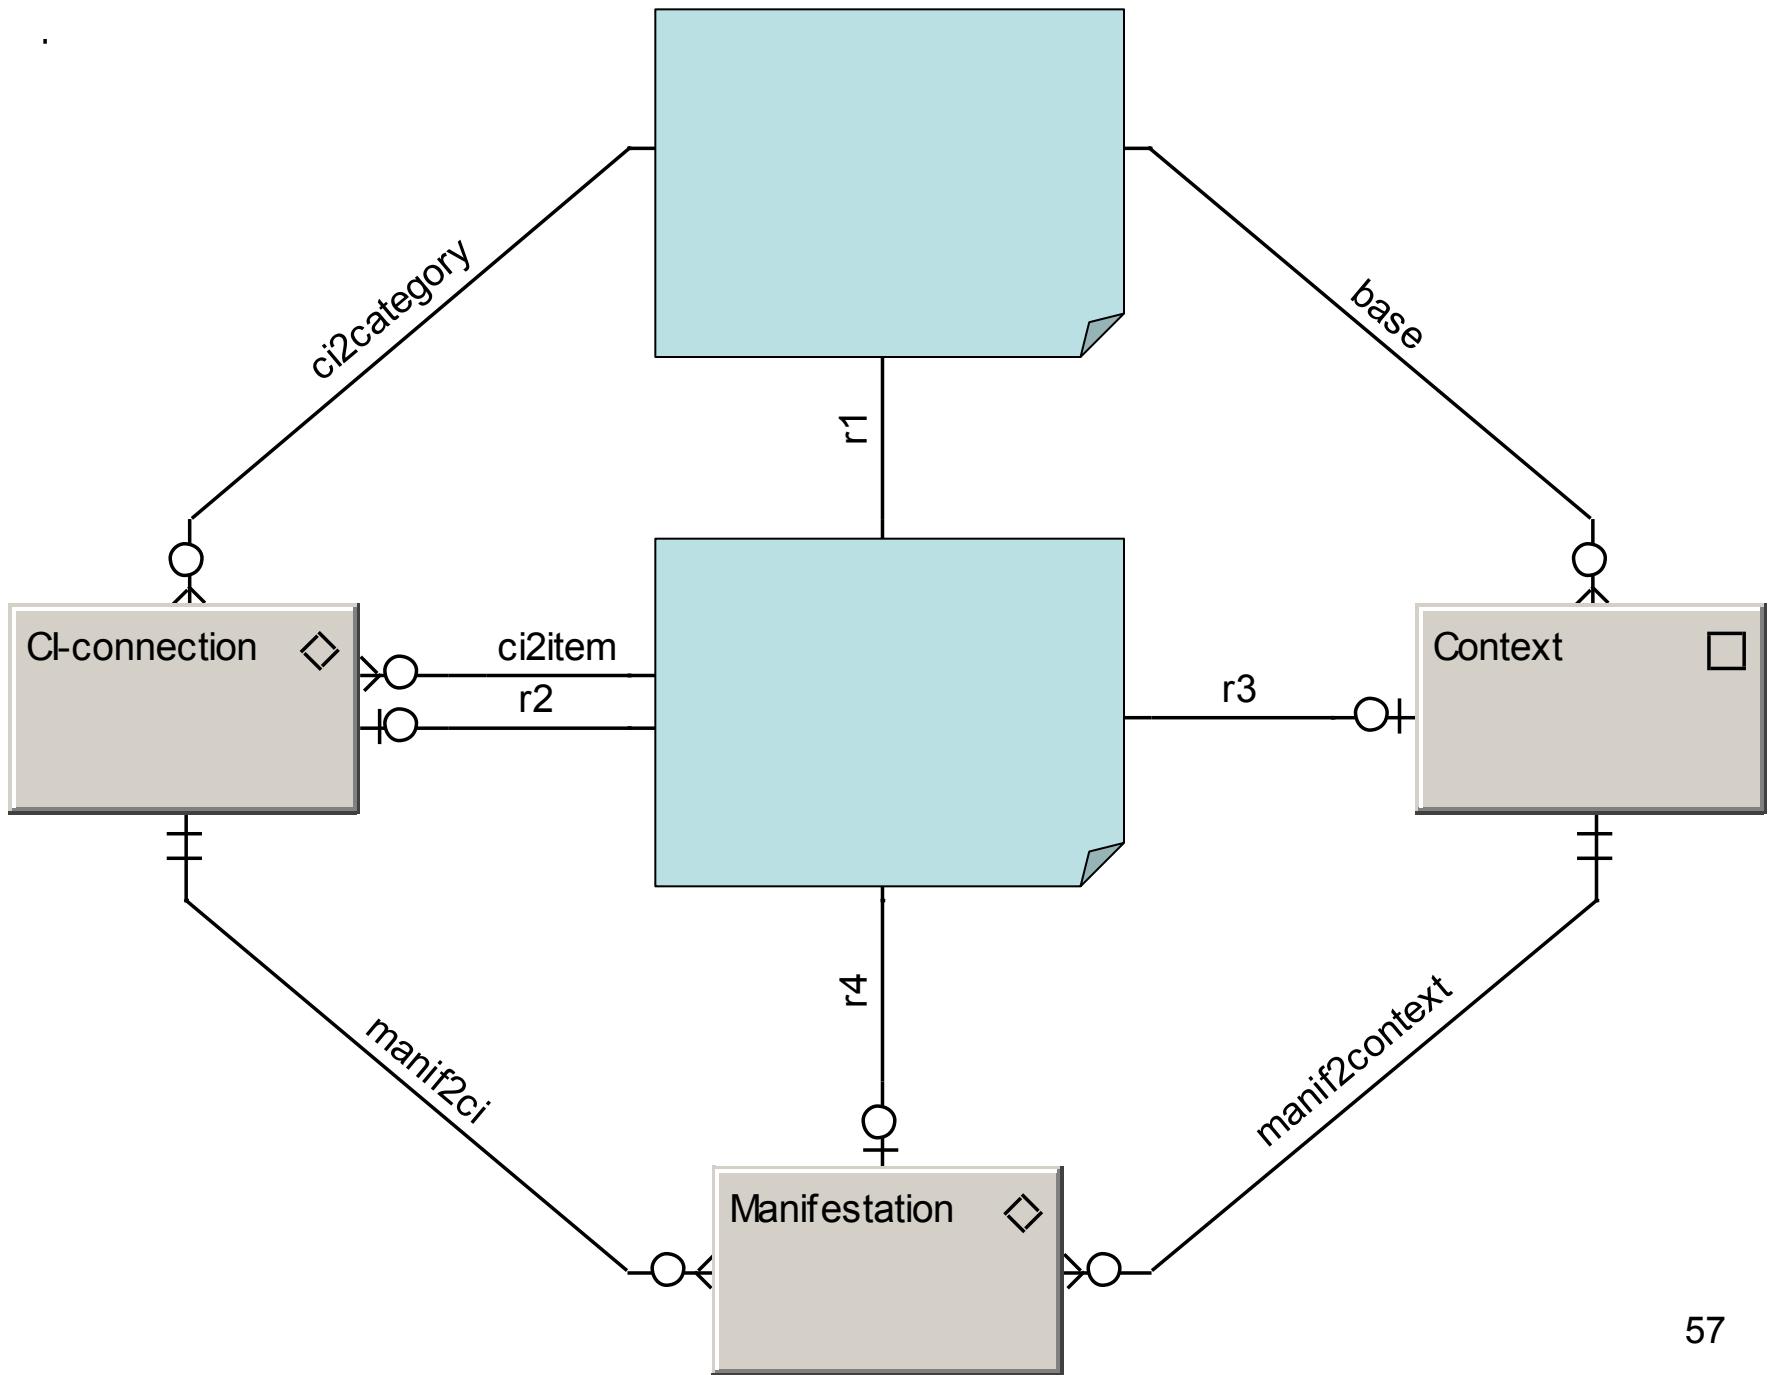 .
ci2category
base
r1
CI-connection
ci2item
r2
r3
Context
r4
manif2ci
manif2context
Manifestation
57